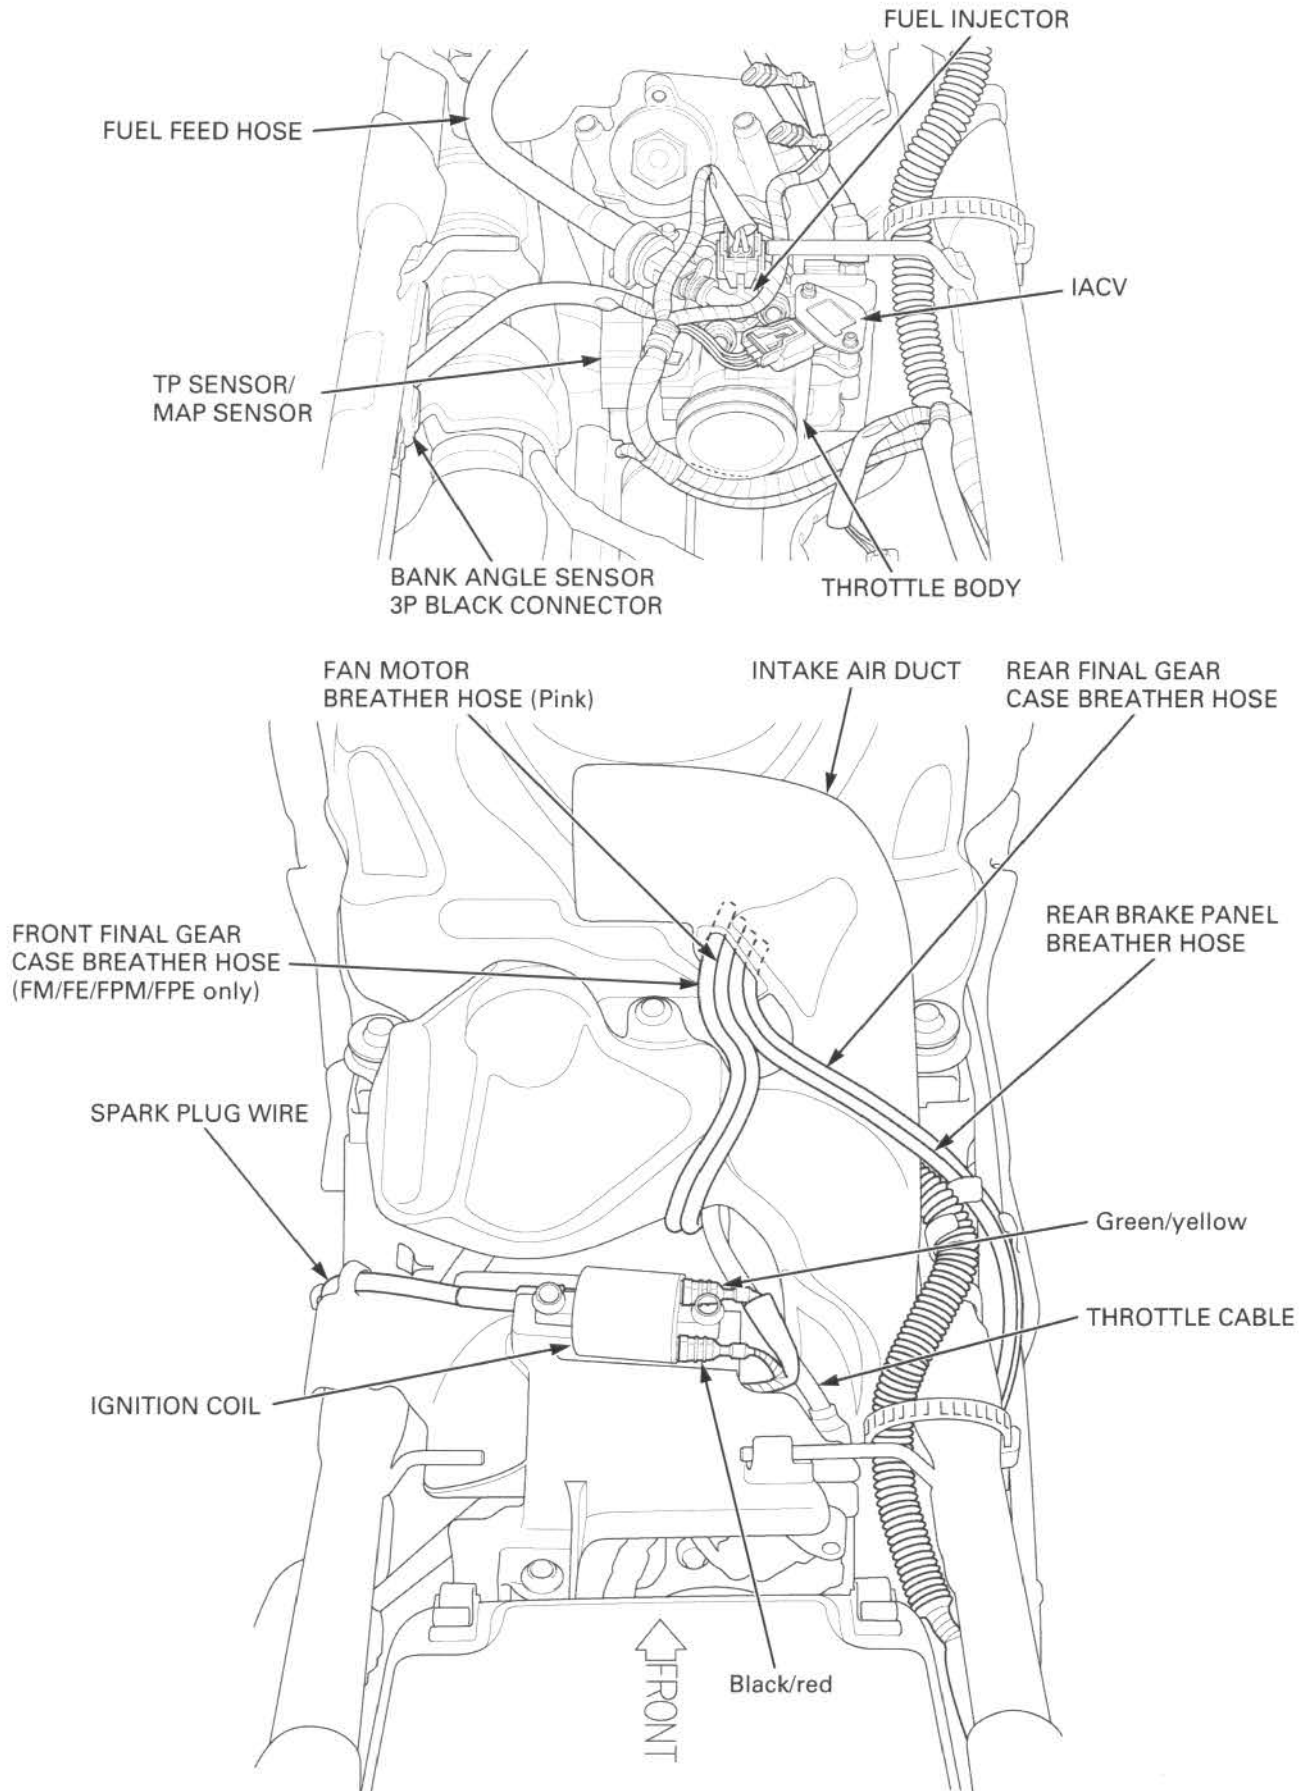 FUEL INJECTOR
FUEL FEED HOSE
IACV
TP SENSOR/
MAP SENSOR
BANK ANGLE SENSOR
3P BLACK CONNECTOR
THROTTLE BODY
FAN MOTOR
BREATHER HOSE (Pink)
INTAKE AIR DUCT
REAR FINAL GEAR
CASE BREATHER HOSE
REAR BRAKE PANEL
BREATHER HOSE
FRONT FINAL GEAR
CASE BREATHER HOSE
(FM/FE/FPM/FPE only)
SPARK PLUG WIRE
Green/yellow
THROTTLE CABLE
IGNITION COIL
Black/red
FRONT